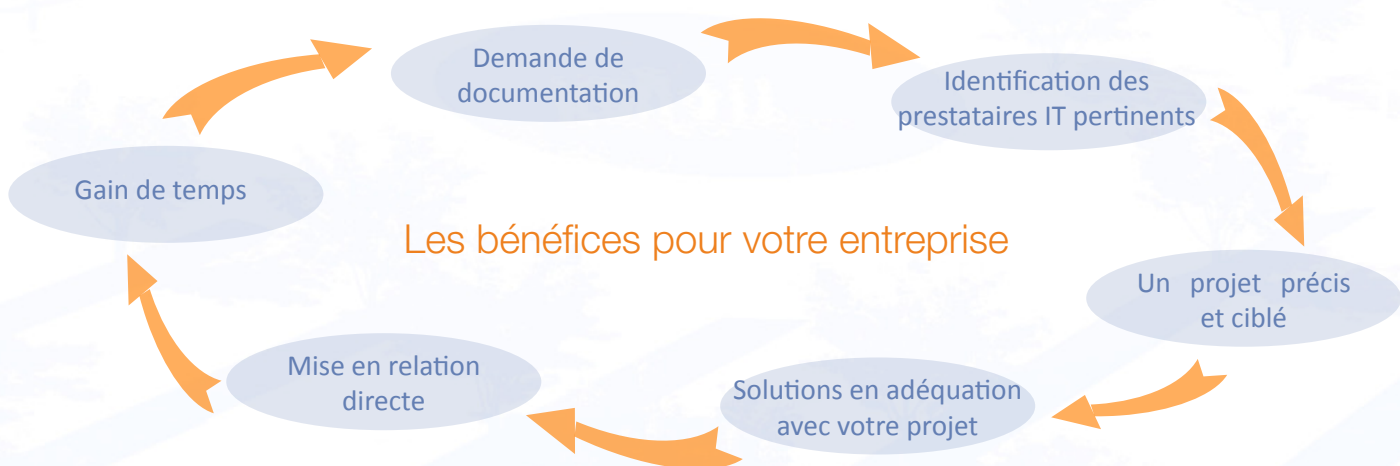 Demande de
documentation
Identification des
prestataires IT pertinents
Gain de temps
Les bénéfices pour votre entreprise
Un projet précis
et ciblé
Mise en relation
directe
Solutions en adéquation
avec votre projet